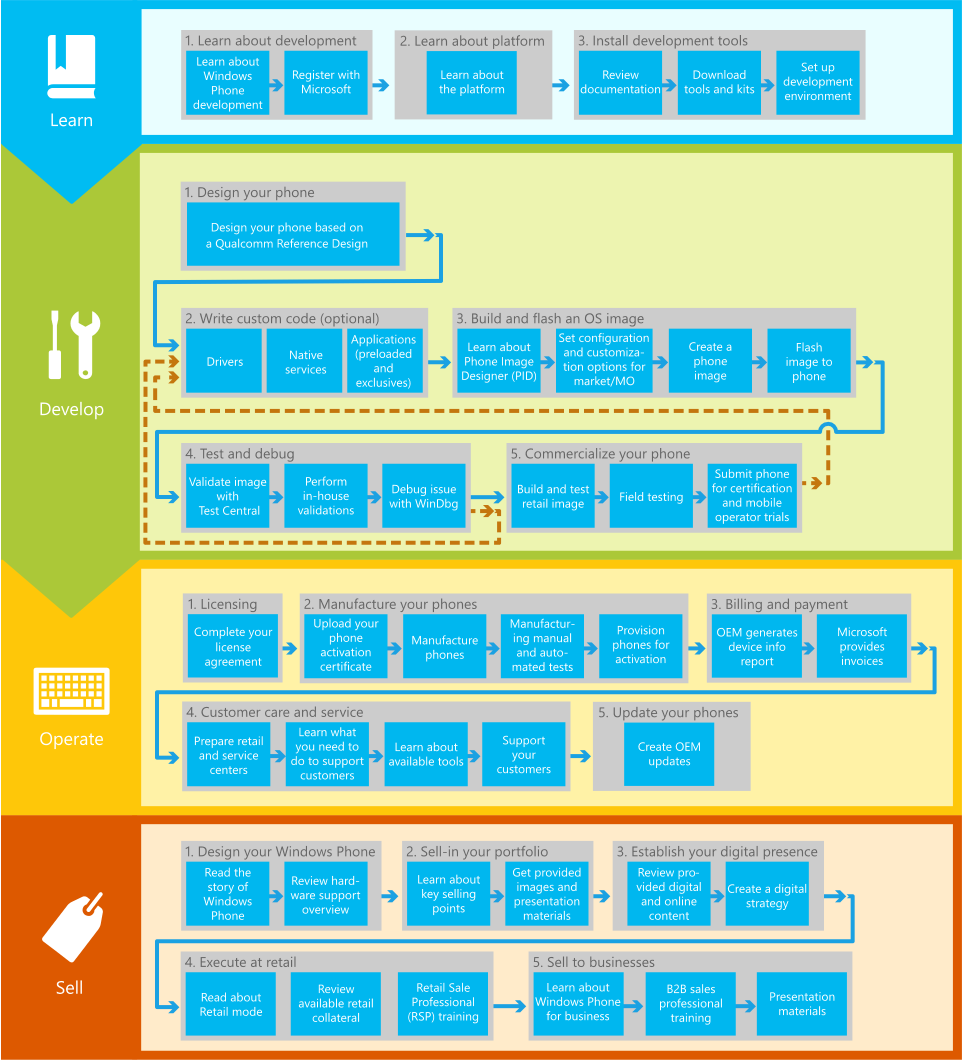 Learn
1. Learn about development
Learn about
Windows
Phone
development
Register with
Microsoft
2. Learn about platform
Learn about
the platform
3. Install development tools
Review
documentation
Download
tools and kits
Set up
development
environment
Develop
1. Design your phone
Design your phone based on
a Qualcomm Reference Design
2. Write custom code (optional)
Drivers
Native
services
Applications
(preloaded
and
exclusives)
3. Build and flash an OS image
Learn about
Phone Image
Designer (PID)
Set configuration
and customiza-
tion options for
market/MO
Create a
phone
image
Flash
image to
phone
4. Test and debug
Validate image
with
Test Central
Perform
in-house
validations
Debug issue
with WinDbg
5. Commercialize your phone
Build and test
retail image
Field testing
Submit phone
for certification
and mobile
operator trials
Operate
1. Licensing
Complete your
license
agreement
2. Manufacture your phones
Upload your
phone
activation
certificate
Manufacture
phones
Manufactur-
ing manual
and auto-
mated tests
Provision
phones for
activation
3. Billing and payment
OEM generates
device info
report
Microsoft
provides
invoices
4. Customer care and service
Prepare retail
and service
centers
Learn what
you need to
do to support
customers
Learn about
available tools
Support
your
customers
5. Update your phones
Create OEM
updates
Sell
1. Design your Windows Phone
Read the
story of
Windows
Phone
Review hard-
ware support
overview
2. Sell-in your portfolio
Learn about
key selling
points
Get provided
images and
presentation
materials
3. Establish your digital presence
Review pro-
vided digital
and online
content
Create a digital
strategy
4. Execute at retail
Read about
Retail mode
Review
available retail
collateral
Retail Sale
Professional
(RSP) training
5. Sell to businesses
Learn about
Windows Phone
for business
B2B sales
professional
training
Presentation
materials